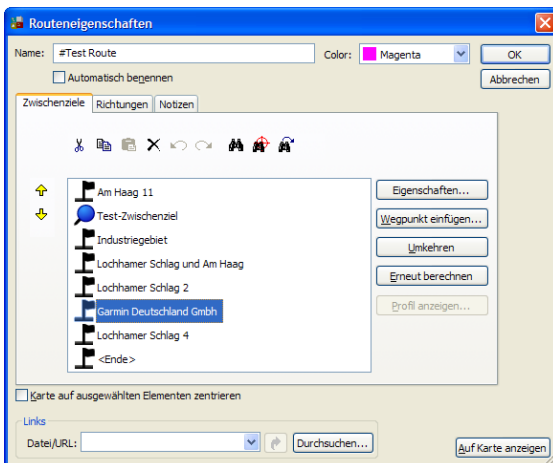 Routeneigenschaften
Name: #Test Route Color: Magenta OK
Automatisch benennen Abbrechen
Zwischenziele Richtungen Notizen
Am Haag 11 Eigenschaften...
Test-Zwischenziel
Wegpunkt einfügen...
Industriegebiet
Umkehren
Lochhamer Schlag und Am Haag
Erneut berechnen
Lochhamer Schlag 2
Garmin Deutschland Gmbh Profil anzeigen...
Lochhamer Schlag 4
<Ende>
Karte auf ausgewählten Elementen zentrieren
Links
Datei/URL: Durchsuchen... Auf Karte anzeigen